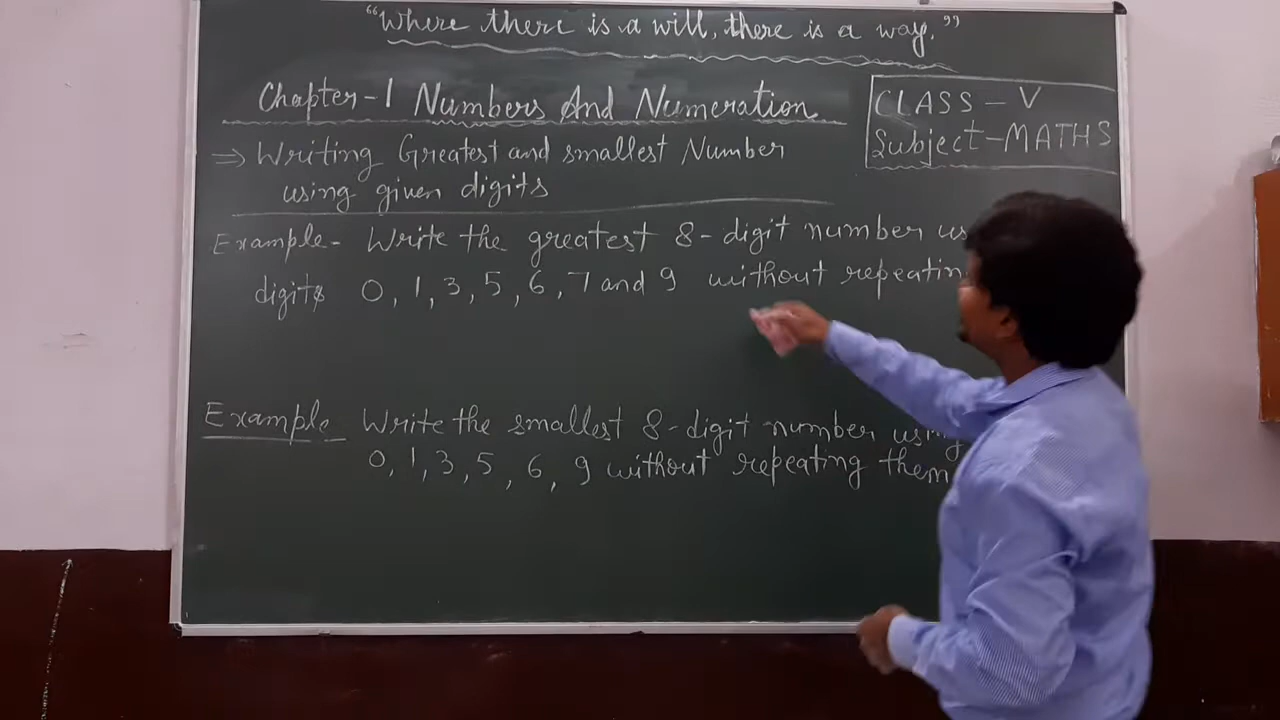 “Where there is a will, there is a way.”
Chapter-1 Numbers And Numeration
CLASS - V
Subject-MATHS
⇒ Writing Greatest and smallest Number
using given digits
Example - Write the greatest 8-digit number
digits 0, 1, 3, 5, 6, 7 and 9 without
Example Write the smallest 8-digit number
0, 1, 3, 5, 6, 9 without repeating them